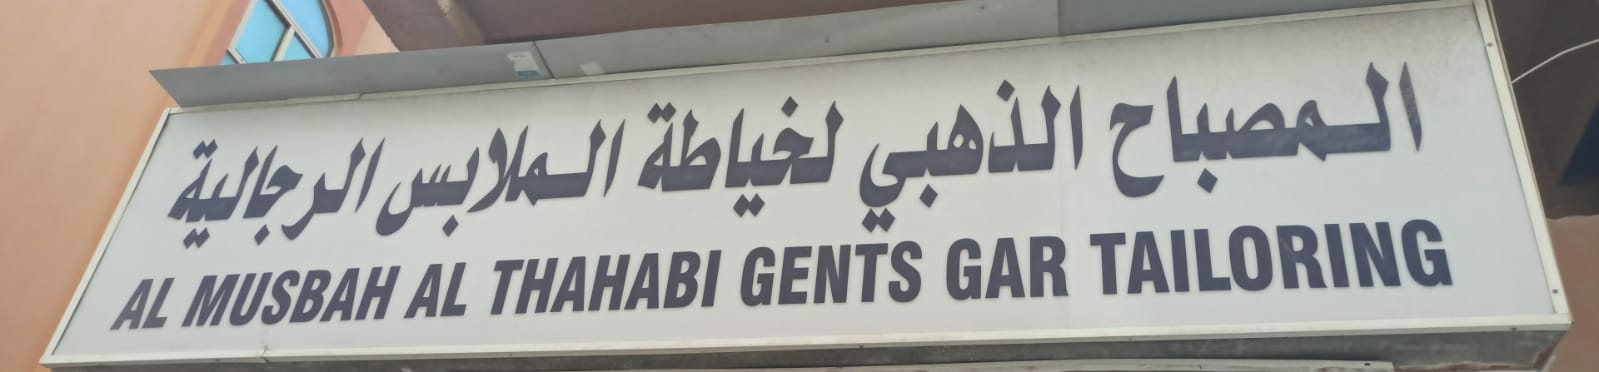 المصباح الذهبي لخياطة الملابس الرجالية
AL MUSBAH AL THAHABI GENTS GAR TAILORING